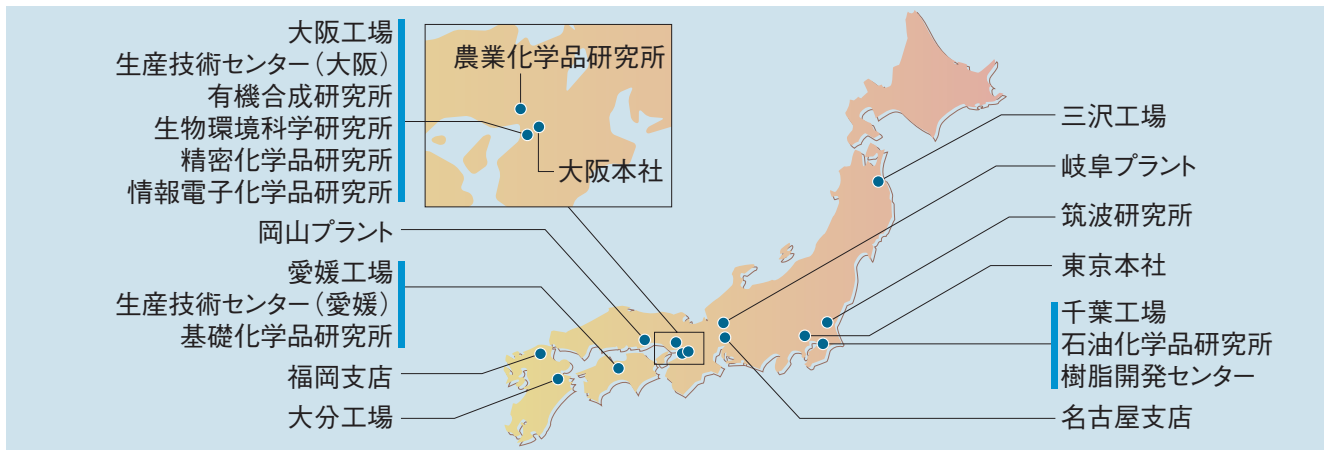 大阪工場
生産技術センター（大阪）
有機合成研究所
生物環境科学研究所
精密化学品研究所
情報電子化学品研究所
農業化学品研究所
大阪本社
岡山プラント
愛媛工場
生産技術センター（愛媛）
基礎化学品研究所
福岡支店
大分工場
三沢工場
岐阜プラント
筑波研究所
東京本社
千葉工場
石油化学品研究所
樹脂開発センター
名古屋支店